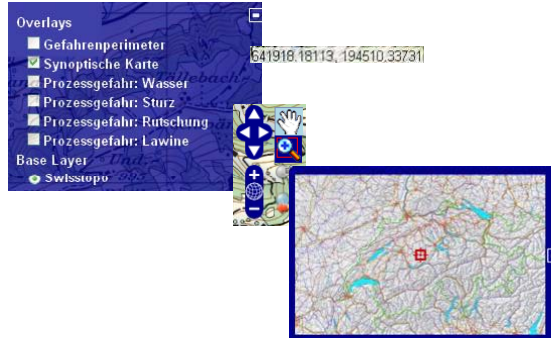 Overlays
Gefahrenperimeter
Synoptische Karte
Prozessgefahr: Wasser
Prozessgefahr: Sturz
Prozessgefahr: Rutschung
Prozessgefahr: Lawine
Base Layer
Swisstopo
641918.18113, 194510.33731